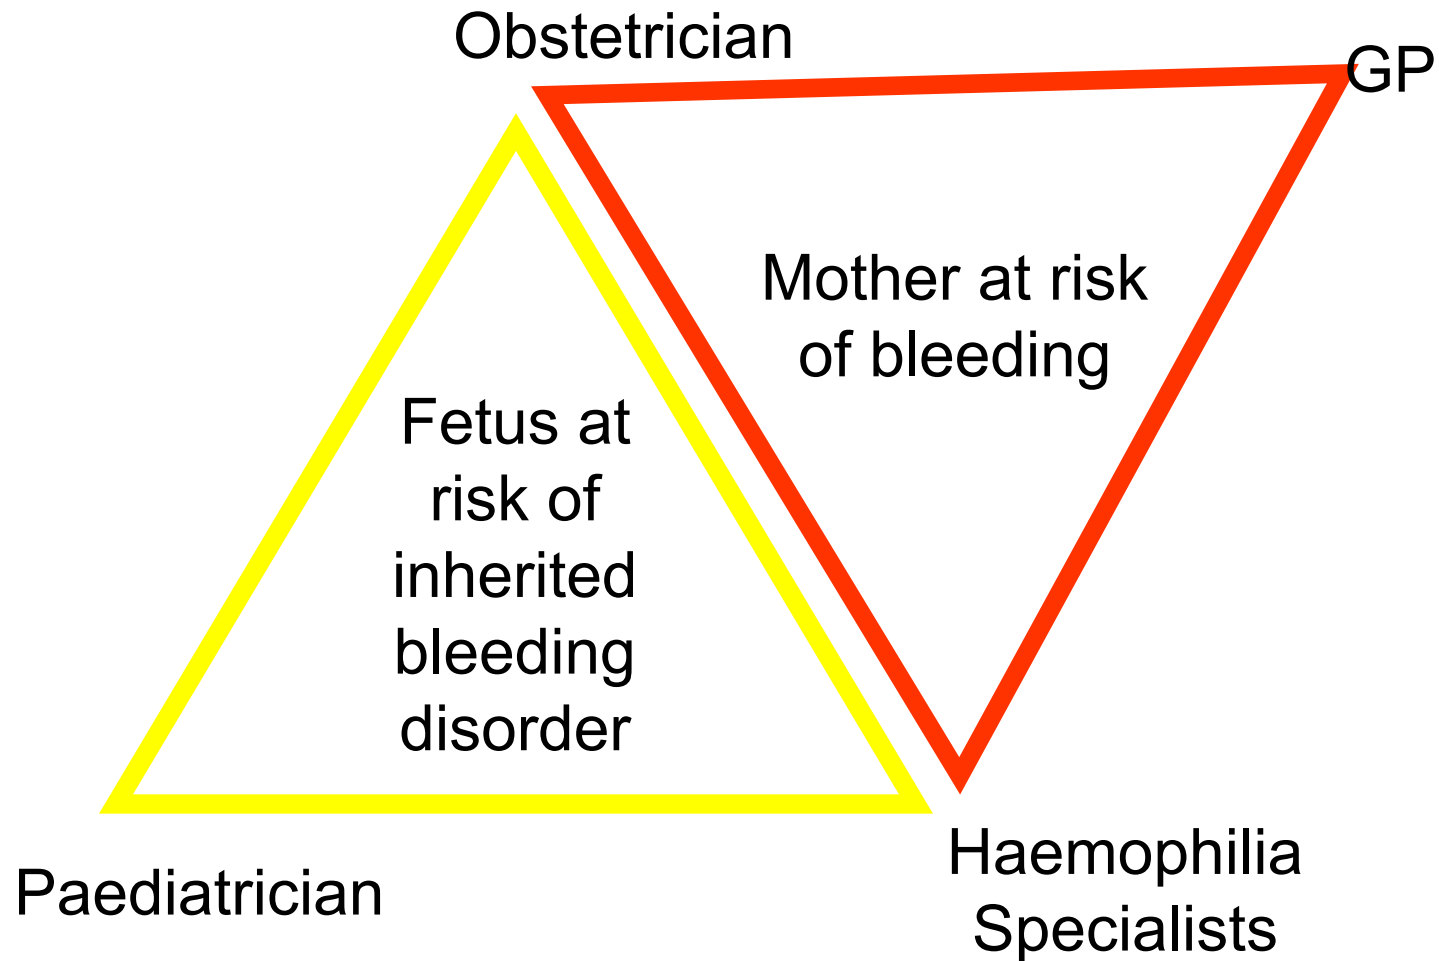 Obstetrician
GP
Mother at risk
of bleeding
Fetus at
risk of
inherited
bleeding
disorder
Paediatrician
Haemophilia
Specialists